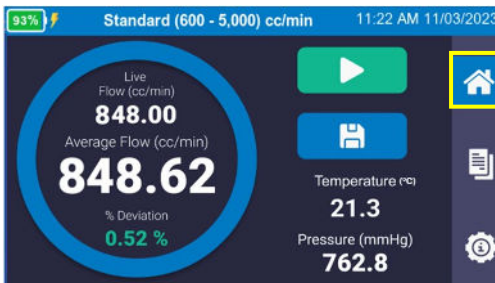 93% Standard (600 - 5,000) cc/min 11:22 AM 11/03/2023
Live
Flow (cc/min)
848.00
Average Flow (cc/min)
848.62
% Deviation
0.52 %
Temperature (ºC)
21.3
Pressure (mmHg)
762.8